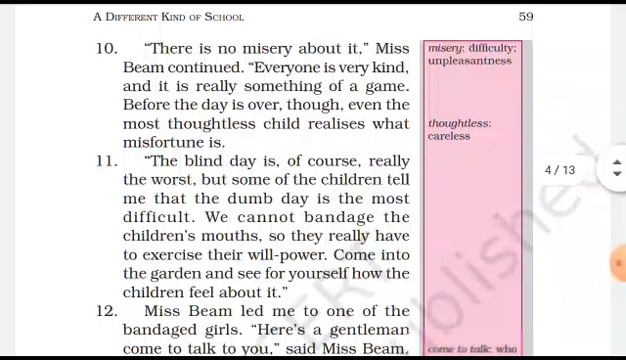 A DIFFERENT KIND OF SCHOOL 59
10. “There is no misery about it,” Miss
Beam continued. “Everyone is very kind,
and it is really something of a game.
Before the day is over, though, even the
most thoughtless child realises what
misfortune is.
misery: difficulty;
unpleasantness
thoughtless:
careless
11. “The blind day is, of course, really
the worst, but some of the children tell
me that the dumb day is the most
difficult. We cannot bandage the
children’s mouths, so they really have
to exercise their will-power. Come into
the garden and see for yourself how the
children feel about it.”
4 / 13
12. Miss Beam led me to one of the
bandaged girls. “Here’s a gentleman
come to talk to you,” said Miss Beam,
come to talk: who
published